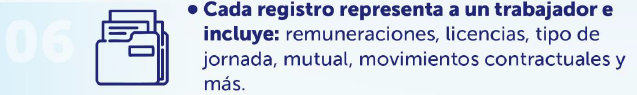 06
• Cada registro representa a un trabajador e
incluye: remuneraciones, licencias, tipo de
jornada, mutual, movimientos contractuales y
más.